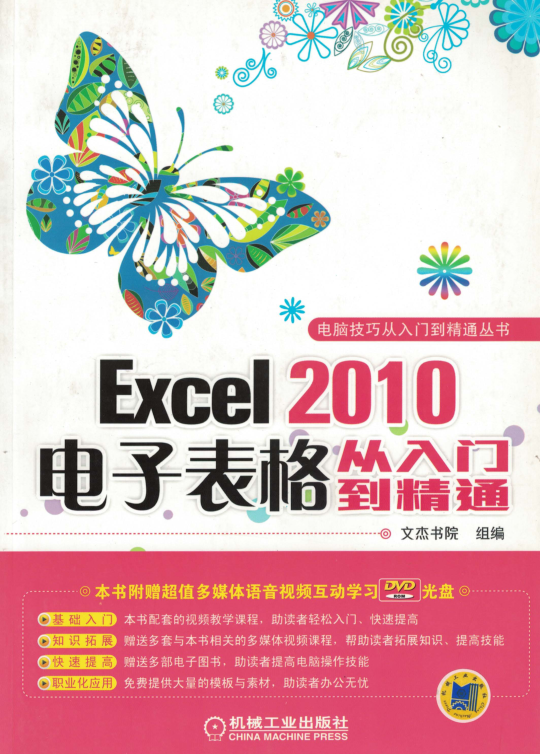 电脑技巧从入门到精通丛书
Excel 2010
电子表格从入门到精通
文杰书院 组编
本书附赠超值多媒体语音视频互动学习DVD ROM光盘
基础入门 本书配套的视频教学课程，助读者轻松入门、快速提高
知识拓展 赠送多套与本书相关的多媒体视频课程，帮助读者拓展知识、提高技能
快速提高 赠送多部电子图书，助读者提高电脑操作技能
职业化应用 免费提供大量的模板与素材，助读者办公无忧
机械工业出版社
CHINA MACHINE PRESS